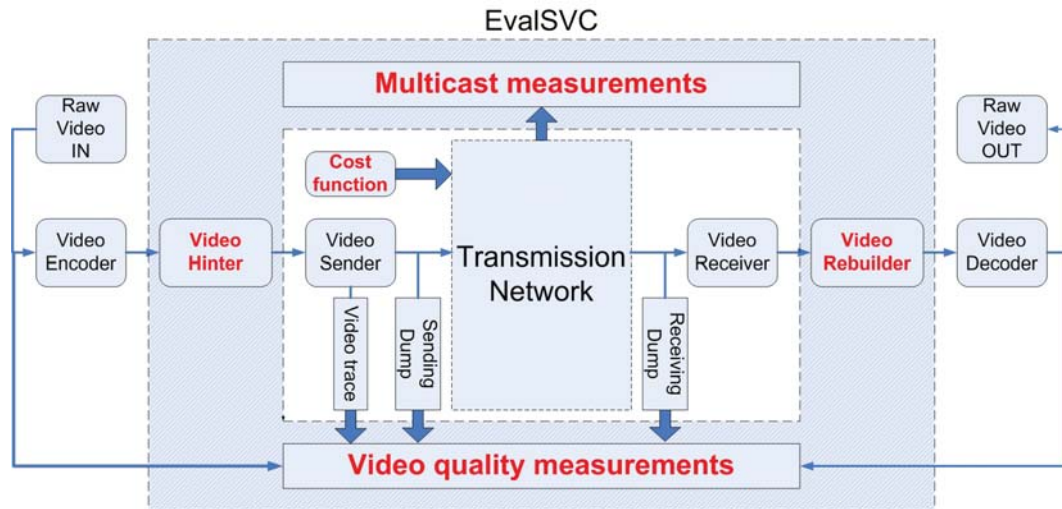 EvalSVC
Multicast measurements
Raw
Video
IN
Raw
Video
OUT
Cost
function
Video
Encoder
Video
Hinter
Video
Sender
Transmission
Network
Video
Receiver
Video
Rebuilder
Video
Decoder
Video trace
Sending
Dump
Receiving
Dump
Video quality measurements